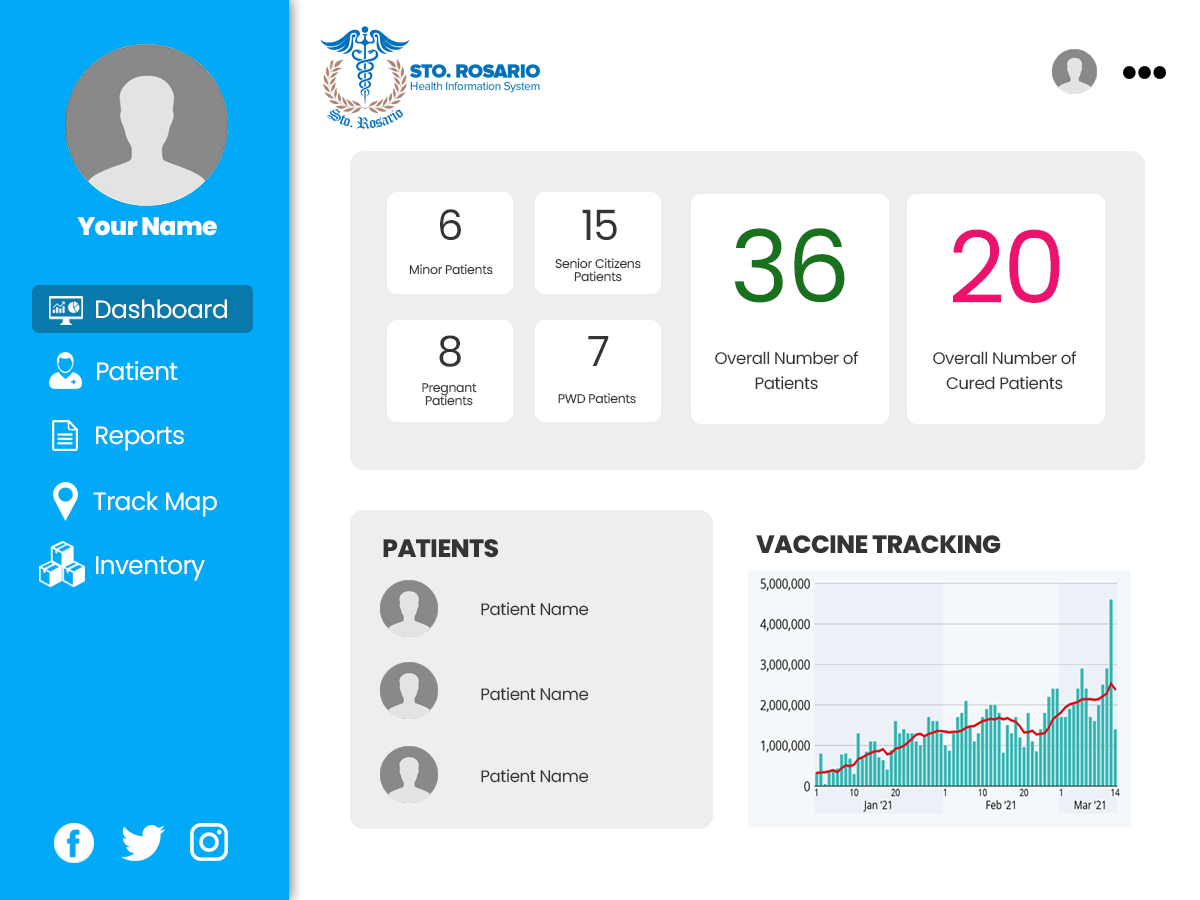 Your Name
Dashboard
Patient
Reports
Track Map
Inventory
STO. ROSARIO
Health Information System
Sto. Rosario
6
Minor Patients
15
Senior Citizens
Patients
8
Pregnant
Patients
7
PWD Patients
36
Overall Number of
Patients
20
Overall Number of
Cured Patients
PATIENTS
Patient Name
Patient Name
Patient Name
VACCINE TRACKING
5,000,000
4,000,000
3,000,000
2,000,000
1,000,000
0
1 10 20 1 10 20 1 14
Jan '21 Feb '21 Mar '21